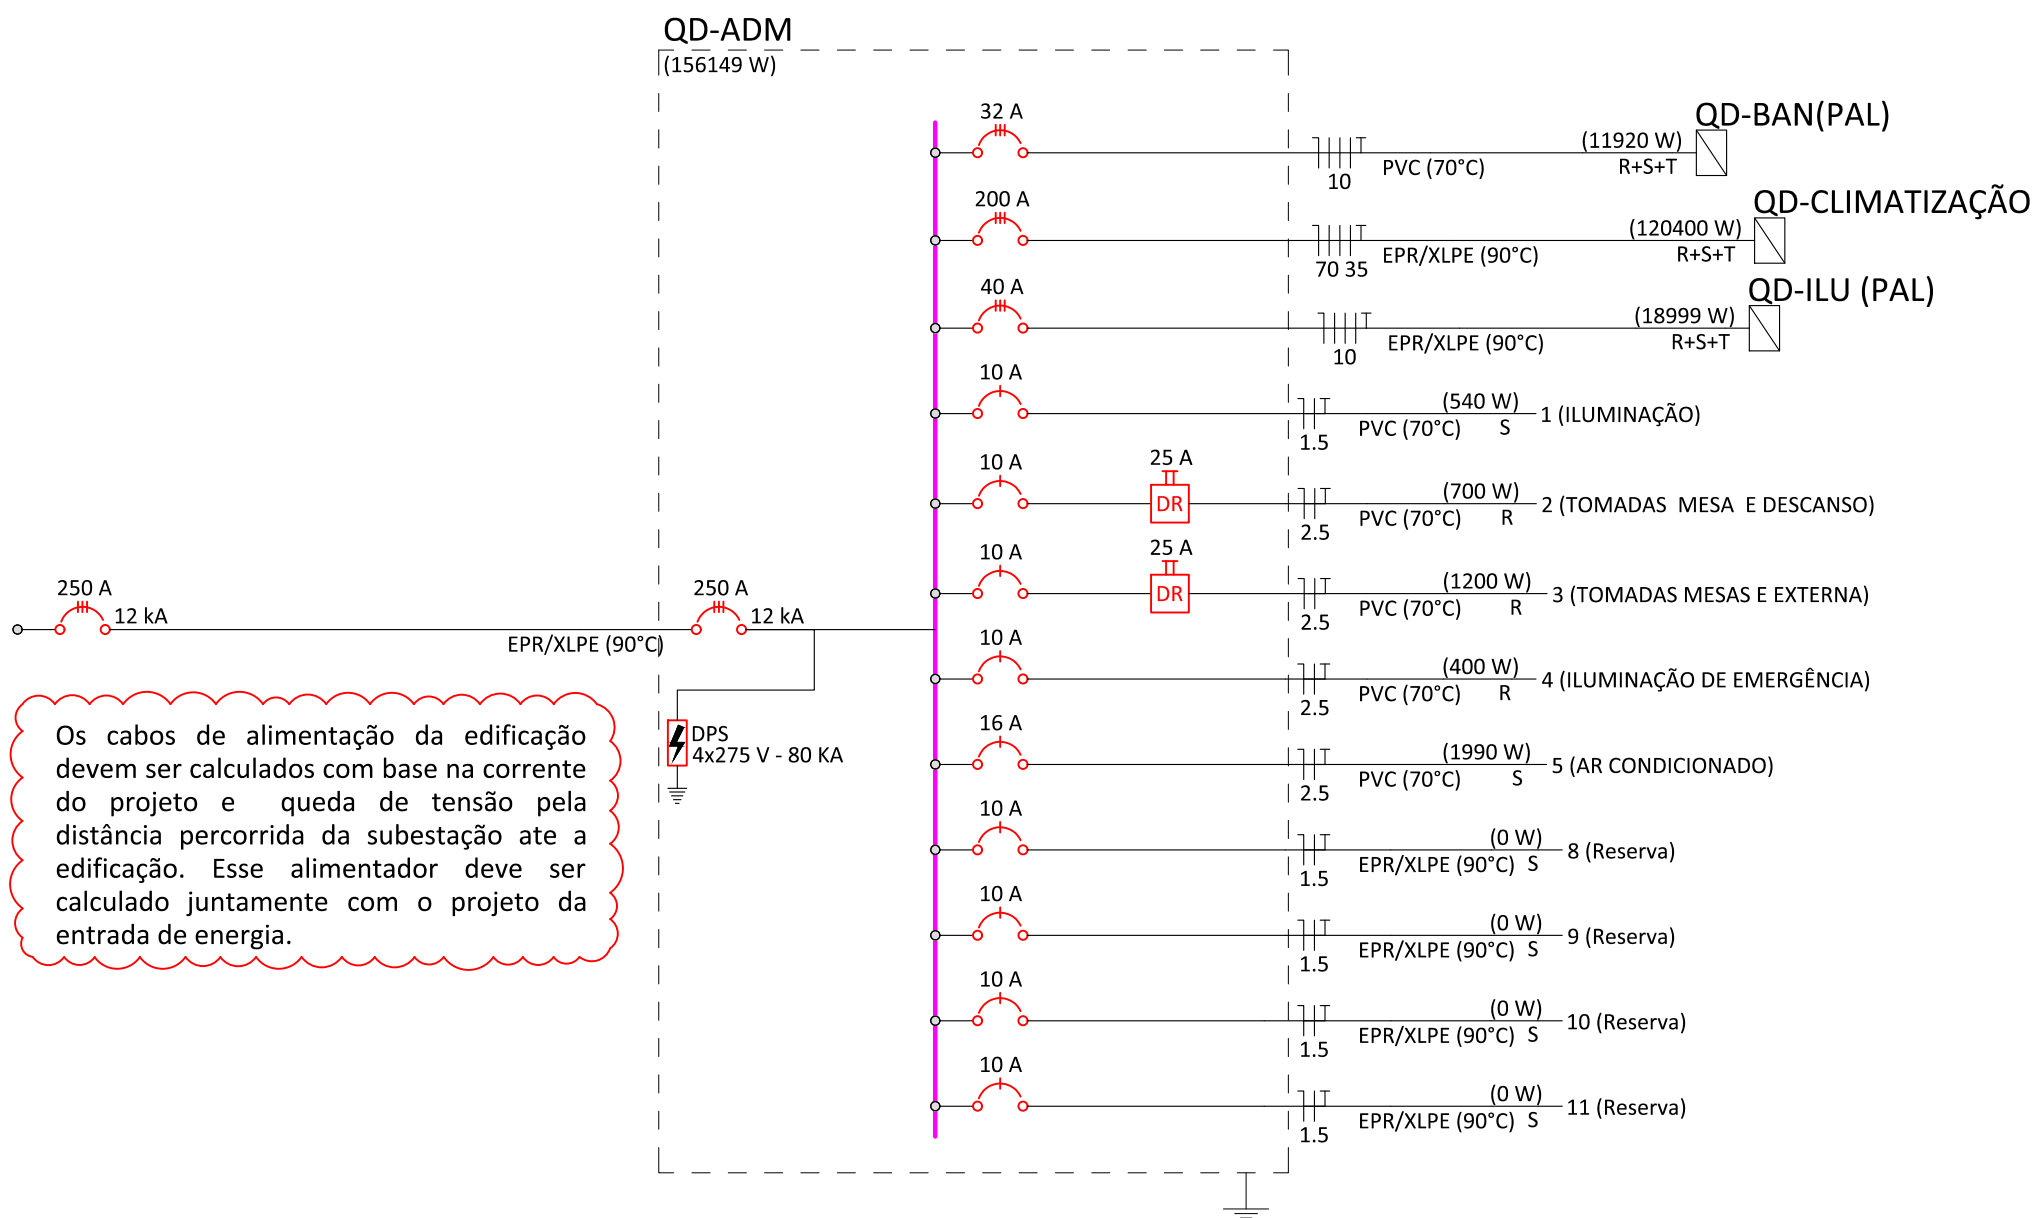 QD-ADM
(156149 W)
32 A
PVC (70°C)
10
(11920 W)
R+S+T
QD-BAN(PAL)
200 A
70 35
EPR/XLPE (90°C)
(120400 W)
R+S+T
QD-CLIMATIZAÇÃO
40 A
10
EPR/XLPE (90°C)
(18999 W)
R+S+T
QD-ILU (PAL)
10 A
1.5
PVC (70°C)
(540 W)
S
1 (ILUMINAÇÃO)
10 A
25 A
DR
2.5
PVC (70°C)
(700 W)
R
2 (TOMADAS  MESA  E DESCANSO)
10 A
25 A
DR
2.5
PVC (70°C)
(1200 W)
R
3 (TOMADAS MESAS E EXTERNA)
250 A
12 kA
EPR/XLPE (90°C)
250 A
12 kA
10 A
2.5
PVC (70°C)
(400 W)
R
4 (ILUMINAÇÃO DE EMERGÊNCIA)
DPS
4x275 V - 80 KA
16 A
2.5
PVC (70°C)
(1990 W)
S
5 (AR CONDICIONADO)
10 A
1.5
EPR/XLPE (90°C)
(0 W)
S
8 (Reserva)
10 A
1.5
EPR/XLPE (90°C)
(0 W)
S
9 (Reserva)
10 A
1.5
EPR/XLPE (90°C)
(0 W)
S
10 (Reserva)
10 A
1.5
EPR/XLPE (90°C)
(0 W)
S
11 (Reserva)
Os cabos de alimentação da edificação
devem ser calculados com base na corrente
do projeto e queda de tensão pela
distância percorrida da subestação ate a
edificação. Esse alimentador deve ser
calculado juntamente com o projeto da
entrada de energia.